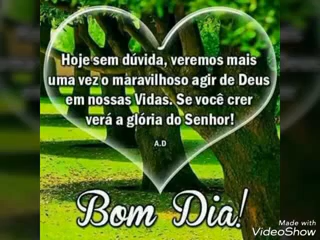 Hoje sem dúvida, veremos mais
uma vez o maravilhoso agir de Deus
em nossas Vidas. Se você crer
verá a glória do Senhor!
A.D
Bom Dia!
Made with
VideoShow